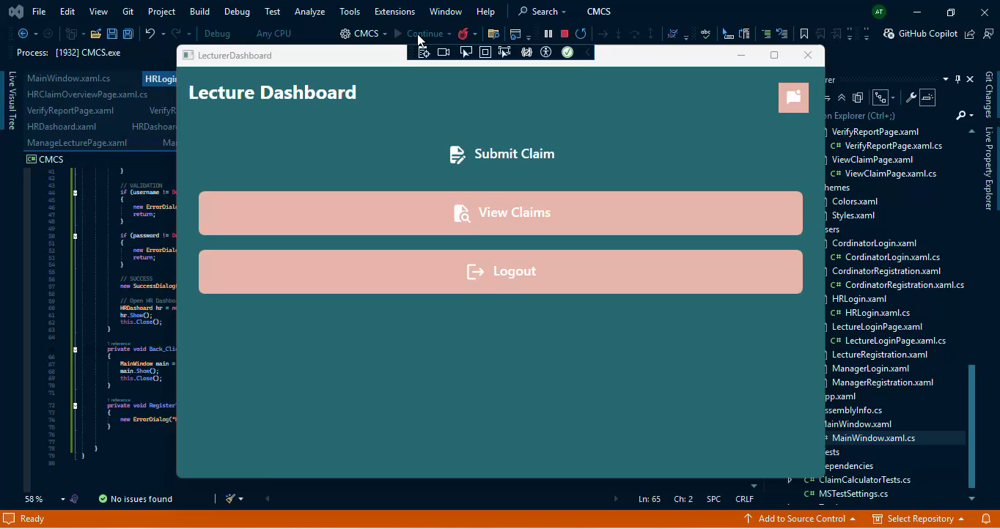 File Edit View Git Project Build Debug Test Analyze Tools Extensions Window Help Search CMCS AT
Debug Any CPU CMCS Continue abc GitHub Copilot
Process: [1932] CMCS.exe
LecturerDashboard
Live Visual Tree
MainWindow.xaml.cs HRLogin
HRClaimOverviewPage.xaml.cs
VerifyReportPage.xaml VerifyR
HRDashoard.xaml HRDashoar
ManageLecturePage.xaml Ma
C# CMCS
41 }
42
43 // VALIDATION
44 if (username != D
45 {
46 new ErrorDial
47 return;
48 }
49
50 if (password != D
51 {
52 new ErrorDial
53 return;
54 }
55
56 // SUCCESS
57 new SuccessDialog(
58
59 // Open HR Dashbo
60 HRDashoard hr = n
61 hr.Show();
62 this.Close();
63 }
64
1 reference
private void Back_Cli
66 {
67 MainWindow main =
68 main.Show();
69 this.Close();
70 }
71
1 reference
72 private void Register
73 {
74 new ErrorDialog("
75 }
76
77
78 }
79 }
80
Lecture Dashboard
Submit Claim
View Claims
Logout
rer
n Explorer (Ctrl+;)
VerifyReportPage.xaml
C# VerifyReportPage.xaml.cs
ViewClaimPage.xaml
C# ViewClaimPage.xaml.cs
hemes
Colors.xaml
Styles.xaml
sers
CordinatorLogin.xaml
C# CordinatorLogin.xaml.cs
CordinatorRegistration.xaml
C# CordinatorRegistration.xaml.cs
HRLogin.xaml
C# HRLogin.xaml.cs
LectureLoginPage.xaml
C# LectureLoginPage.xaml.cs
LectureRegistration.xaml
ManagerLogin.xaml
ManagerRegistration.xaml
pp.xaml
ssemblyInfo.cs
MainWindow.xaml
MainWindow.xaml.cs
ests
ependencies
C# ClaimCalculatorTests.cs
C# MSTestSettings.cs
Git Changes
Live Property Explorer
58 % No issues found Ln: 65 Ch: 2 SPC CRLF
Ready Add to Source Control Select Repository